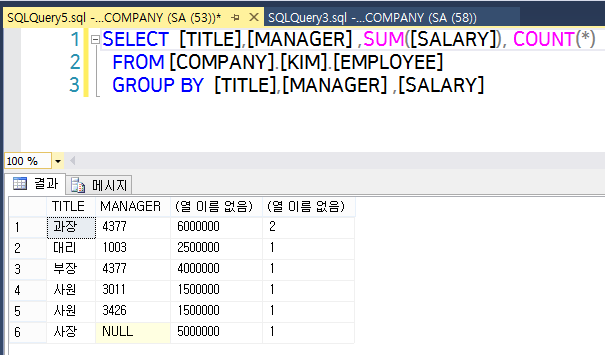 SQLQuery5.sql -...COMPANY (SA (53))* SQLQuery3.sql -...COMPANY (SA (58))
1 SELECT [TITLE],[MANAGER] ,SUM([SALARY]), COUNT(*)
2 FROM [COMPANY].[KIM].[EMPLOYEE]
3 GROUP BY [TITLE],[MANAGER] ,[SALARY]
100 %
결과 메시지
TITLE MANAGER (열 이름 없음) (열 이름 없음)
1 과장 4377 6000000 2
2 대리 1003 2500000 1
3 부장 4377 4000000 1
4 사원 3011 1500000 1
5 사원 3426 1500000 1
6 사장 NULL 5000000 1